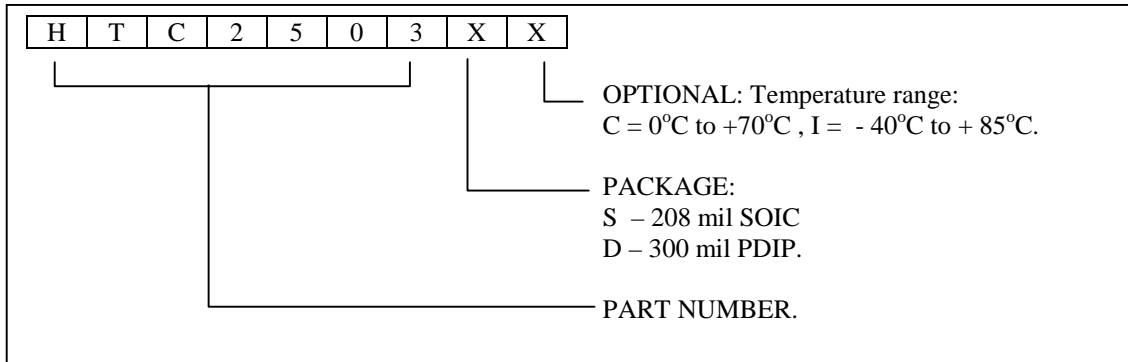 H T C 2 5 0 3 X X
OPTIONAL: Temperature range:
C = 0°C to +70°C , I = - 40°C to + 85°C.
PACKAGE:
S – 208 mil SOIC
D – 300 mil PDIP.
PART NUMBER.